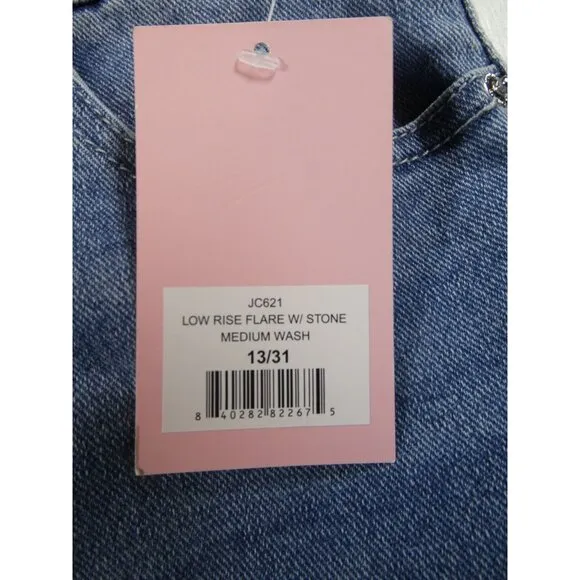 JC621
LOW RISE FLARE W/ STONE
MEDIUM WASH
13/31
8 40282 82267 5